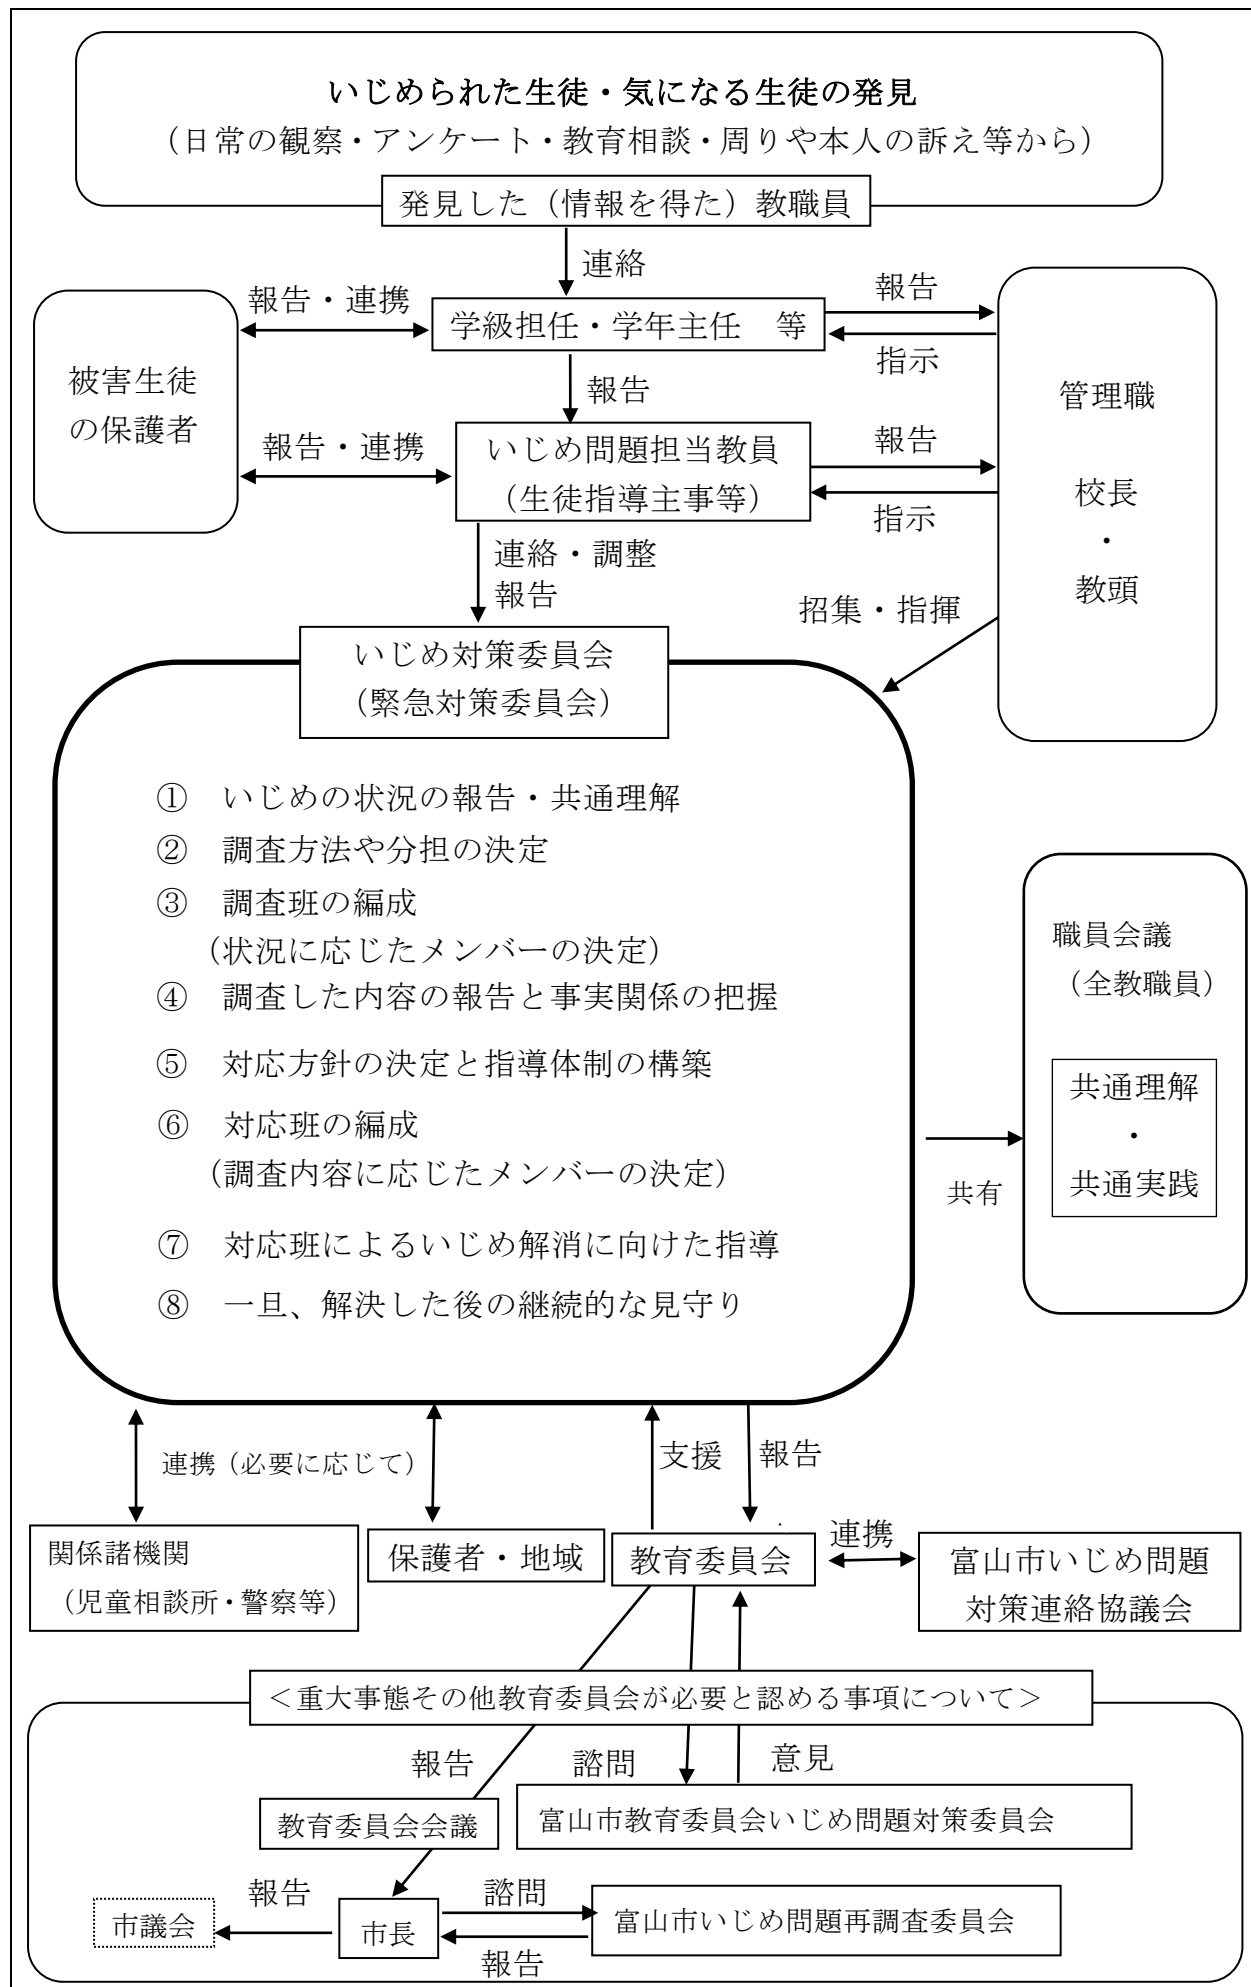 いじめられた生徒・気になる生徒の発見
（日常の観察・アンケート・教育相談・周りや本人の訴え等から）
発見した（情報を得た）教職員
連絡
報告・連携
学級担任・学年主任　等
報告
指示
被害生徒
の保護者
報告
管理職
校長
・
教頭
報告・連携
いじめ問題担当教員
（生徒指導主事等）
報告
指示
連絡・調整
報告
招集・指揮
いじめ対策委員会
（緊急対策委員会）
①　いじめの状況の報告・共通理解
②　調査方法や分担の決定
③　調査班の編成
（状況に応じたメンバーの決定）
④　調査した内容の報告と事実関係の把握
⑤　対応方針の決定と指導体制の構築
⑥　対応班の編成
（調査内容に応じたメンバーの決定）
⑦　対応班によるいじめ解消に向けた指導
⑧　一旦、解決した後の継続的な見守り
共有
職員会議
（全教職員）
共通理解
・
共通実践
連携（必要に応じて）
支援
報告
関係諸機関
（児童相談所・警察等）
保護者・地域
教育委員会
連携
富山市いじめ問題
対策連絡協議会
＜重大事態その他教育委員会が必要と認める事項について＞
報告
諮問
意見
教育委員会会議
富山市教育委員会いじめ問題対策委員会
市議会
報告
市長
諮問
報告
富山市いじめ問題再調査委員会